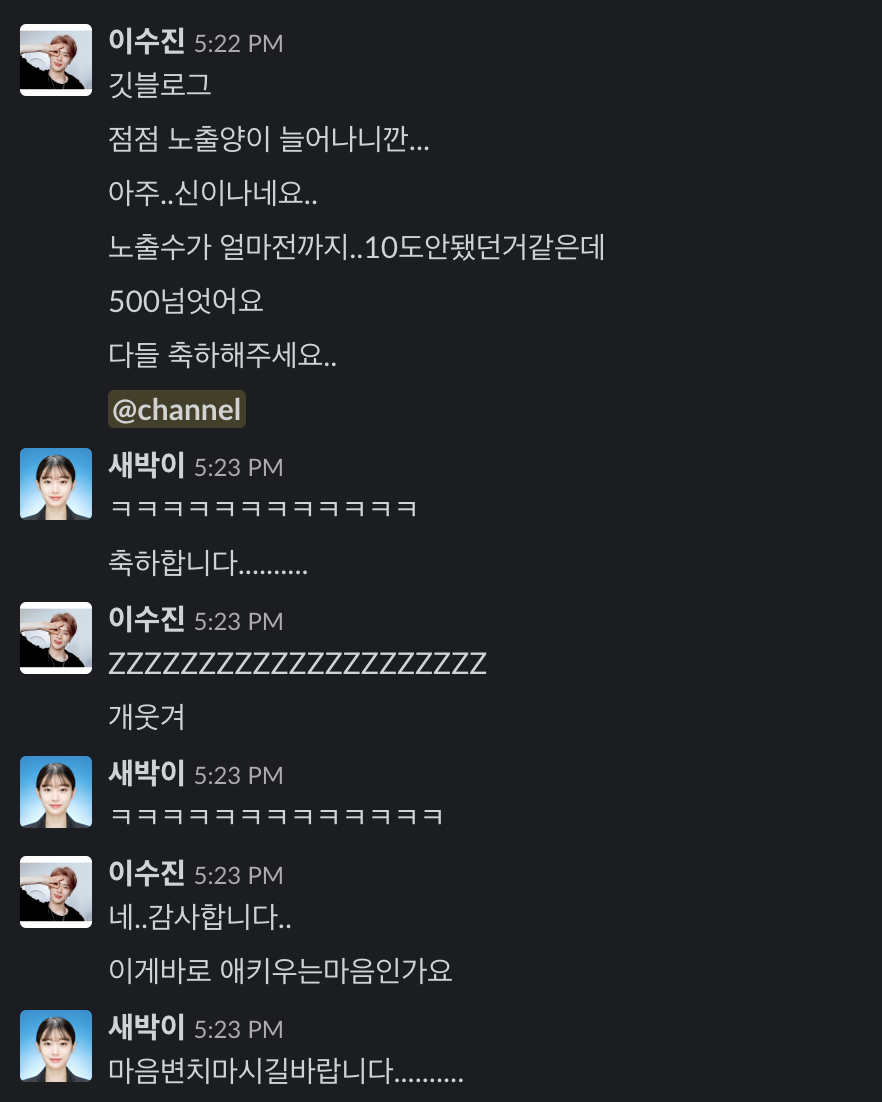 이수진 5:22 PM
깃블로그
점점 노출양이 늘어나니깐...
아주..신이나네요..
노출수가 얼마전까지..10도안됐던거같은데
500넘엇어요
다들 축하해주세요..
@channel
새박이 5:23 PM
ㅋㅋㅋㅋㅋㅋㅋㅋㅋㅋㅋㅋ
축하합니다..........
이수진 5:23 PM
ZZZZZZZZZZZZZZZZZZZZZ
개웃겨
새박이 5:23 PM
ㅋㅋㅋㅋㅋㅋㅋㅋㅋㅋㅋㅋㅋ
이수진 5:23 PM
네..감사합니다..
이게바로 애키우는마음인가요
새박이 5:23 PM
마음변치마시길바랍니다..........